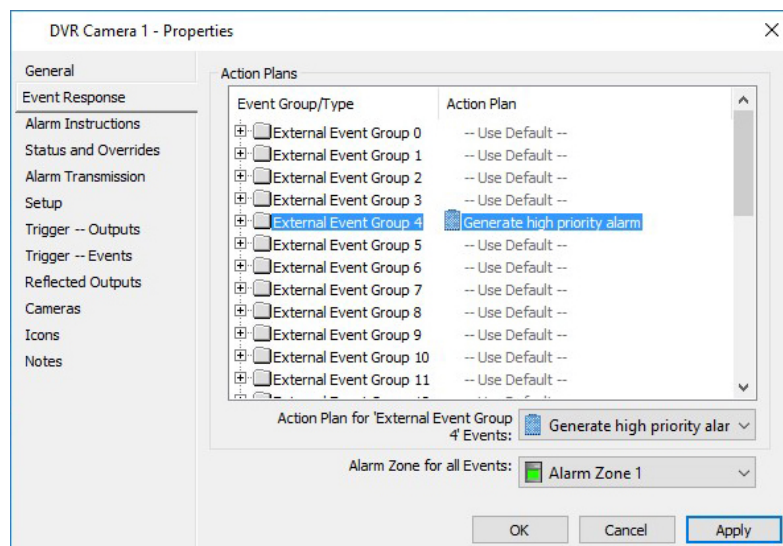 DVR Camera 1 - Properties
General
Event Response
Alarm Instructions
Status and Overrides
Alarm Transmission
Setup
Trigger -- Outputs
Trigger -- Events
Reflected Outputs
Cameras
Icons
Notes
Action Plans
Event Group/Type Action Plan
External Event Group 0 -- Use Default --
External Event Group 1 -- Use Default --
External Event Group 2 -- Use Default --
External Event Group 3 -- Use Default --
External Event Group 4 Generate high priority alarm
External Event Group 5 -- Use Default --
External Event Group 6 -- Use Default --
External Event Group 7 -- Use Default --
External Event Group 8 -- Use Default --
External Event Group 9 -- Use Default --
External Event Group 10 -- Use Default --
External Event Group 11 -- Use Default --
Action Plan for 'External Event Group
4' Events: Generate high priority alar
Alarm Zone for all Events: Alarm Zone 1
OK Cancel Apply